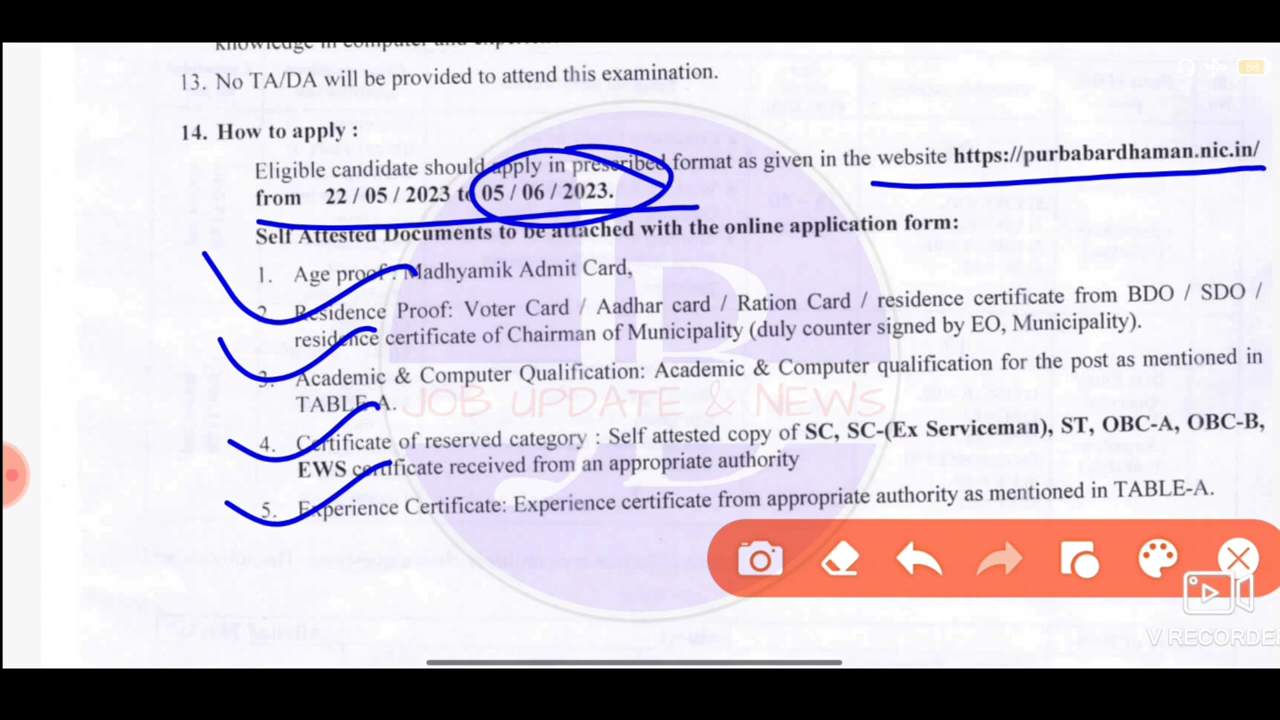 knowledge in computer and
13. No TA/DA will be provided to attend this examination.
14. How to apply :
Eligible candidate should apply in prescribed format as given in the website https://purbabardhaman.nic.in/
from 22 / 05 / 2023 to 05 / 06 / 2023.
Self Attested Documents to be attached with the online application form:
1. Age proof : Madhyamik Admit Card,
2. Residence Proof: Voter Card / Aadhar card / Ration Card / residence certificate from BDO / SDO /
residence certificate of Chairman of Municipality (duly counter signed by EO, Municipality).
3. Academic & Computer Qualification: Academic & Computer qualification for the post as mentioned in
TABLE-A.
JOB UPDATE & NEWS
4. Certificate of reserved category : Self attested copy of SC, SC-(Ex Serviceman), ST, OBC-A, OBC-B,
EWS certificate received from an appropriate authority
5. Experience Certificate: Experience certificate from appropriate authority as mentioned in TABLE-A.
V RECORDER